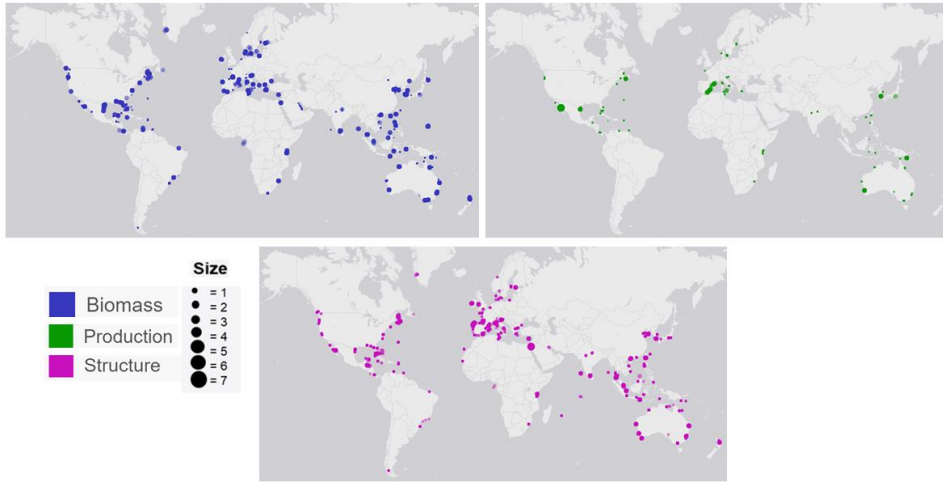 Size
= 1
= 2
= 3
= 4
= 5
= 6
= 7
Biomass
Production
Structure